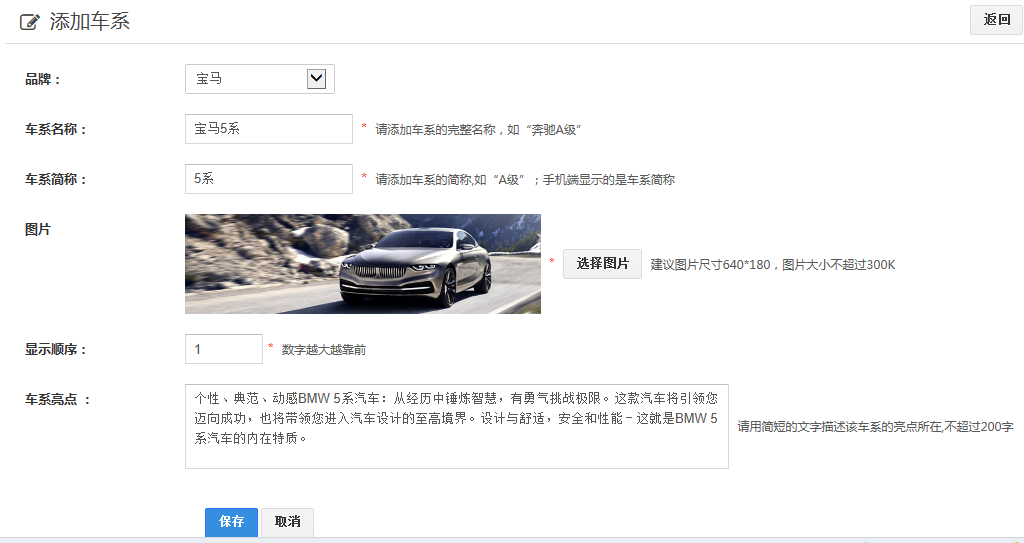 添加车系
返回
品牌：
宝马
车系名称：
宝马5系
* 请添加车系的完整名称，如“奔驰A级”
车系简称：
5系
* 请添加车系的简称,如“A级”；手机端显示的是车系简称
图片
* 选择图片 建议图片尺寸640*180，图片大小不超过300K
显示顺序：
1
* 数字越大越靠前
车系亮点 ：
个性、典范、动感BMW 5系汽车：从经历中锤炼智慧，有勇气挑战极限。这款汽车将引领您
迈向成功，也将带领您进入汽车设计的至高境界。设计与舒适，安全和性能－这就是BMW 5
系汽车的内在特质。
请用简短的文字描述该车系的亮点所在,不超过200字
保存 取消